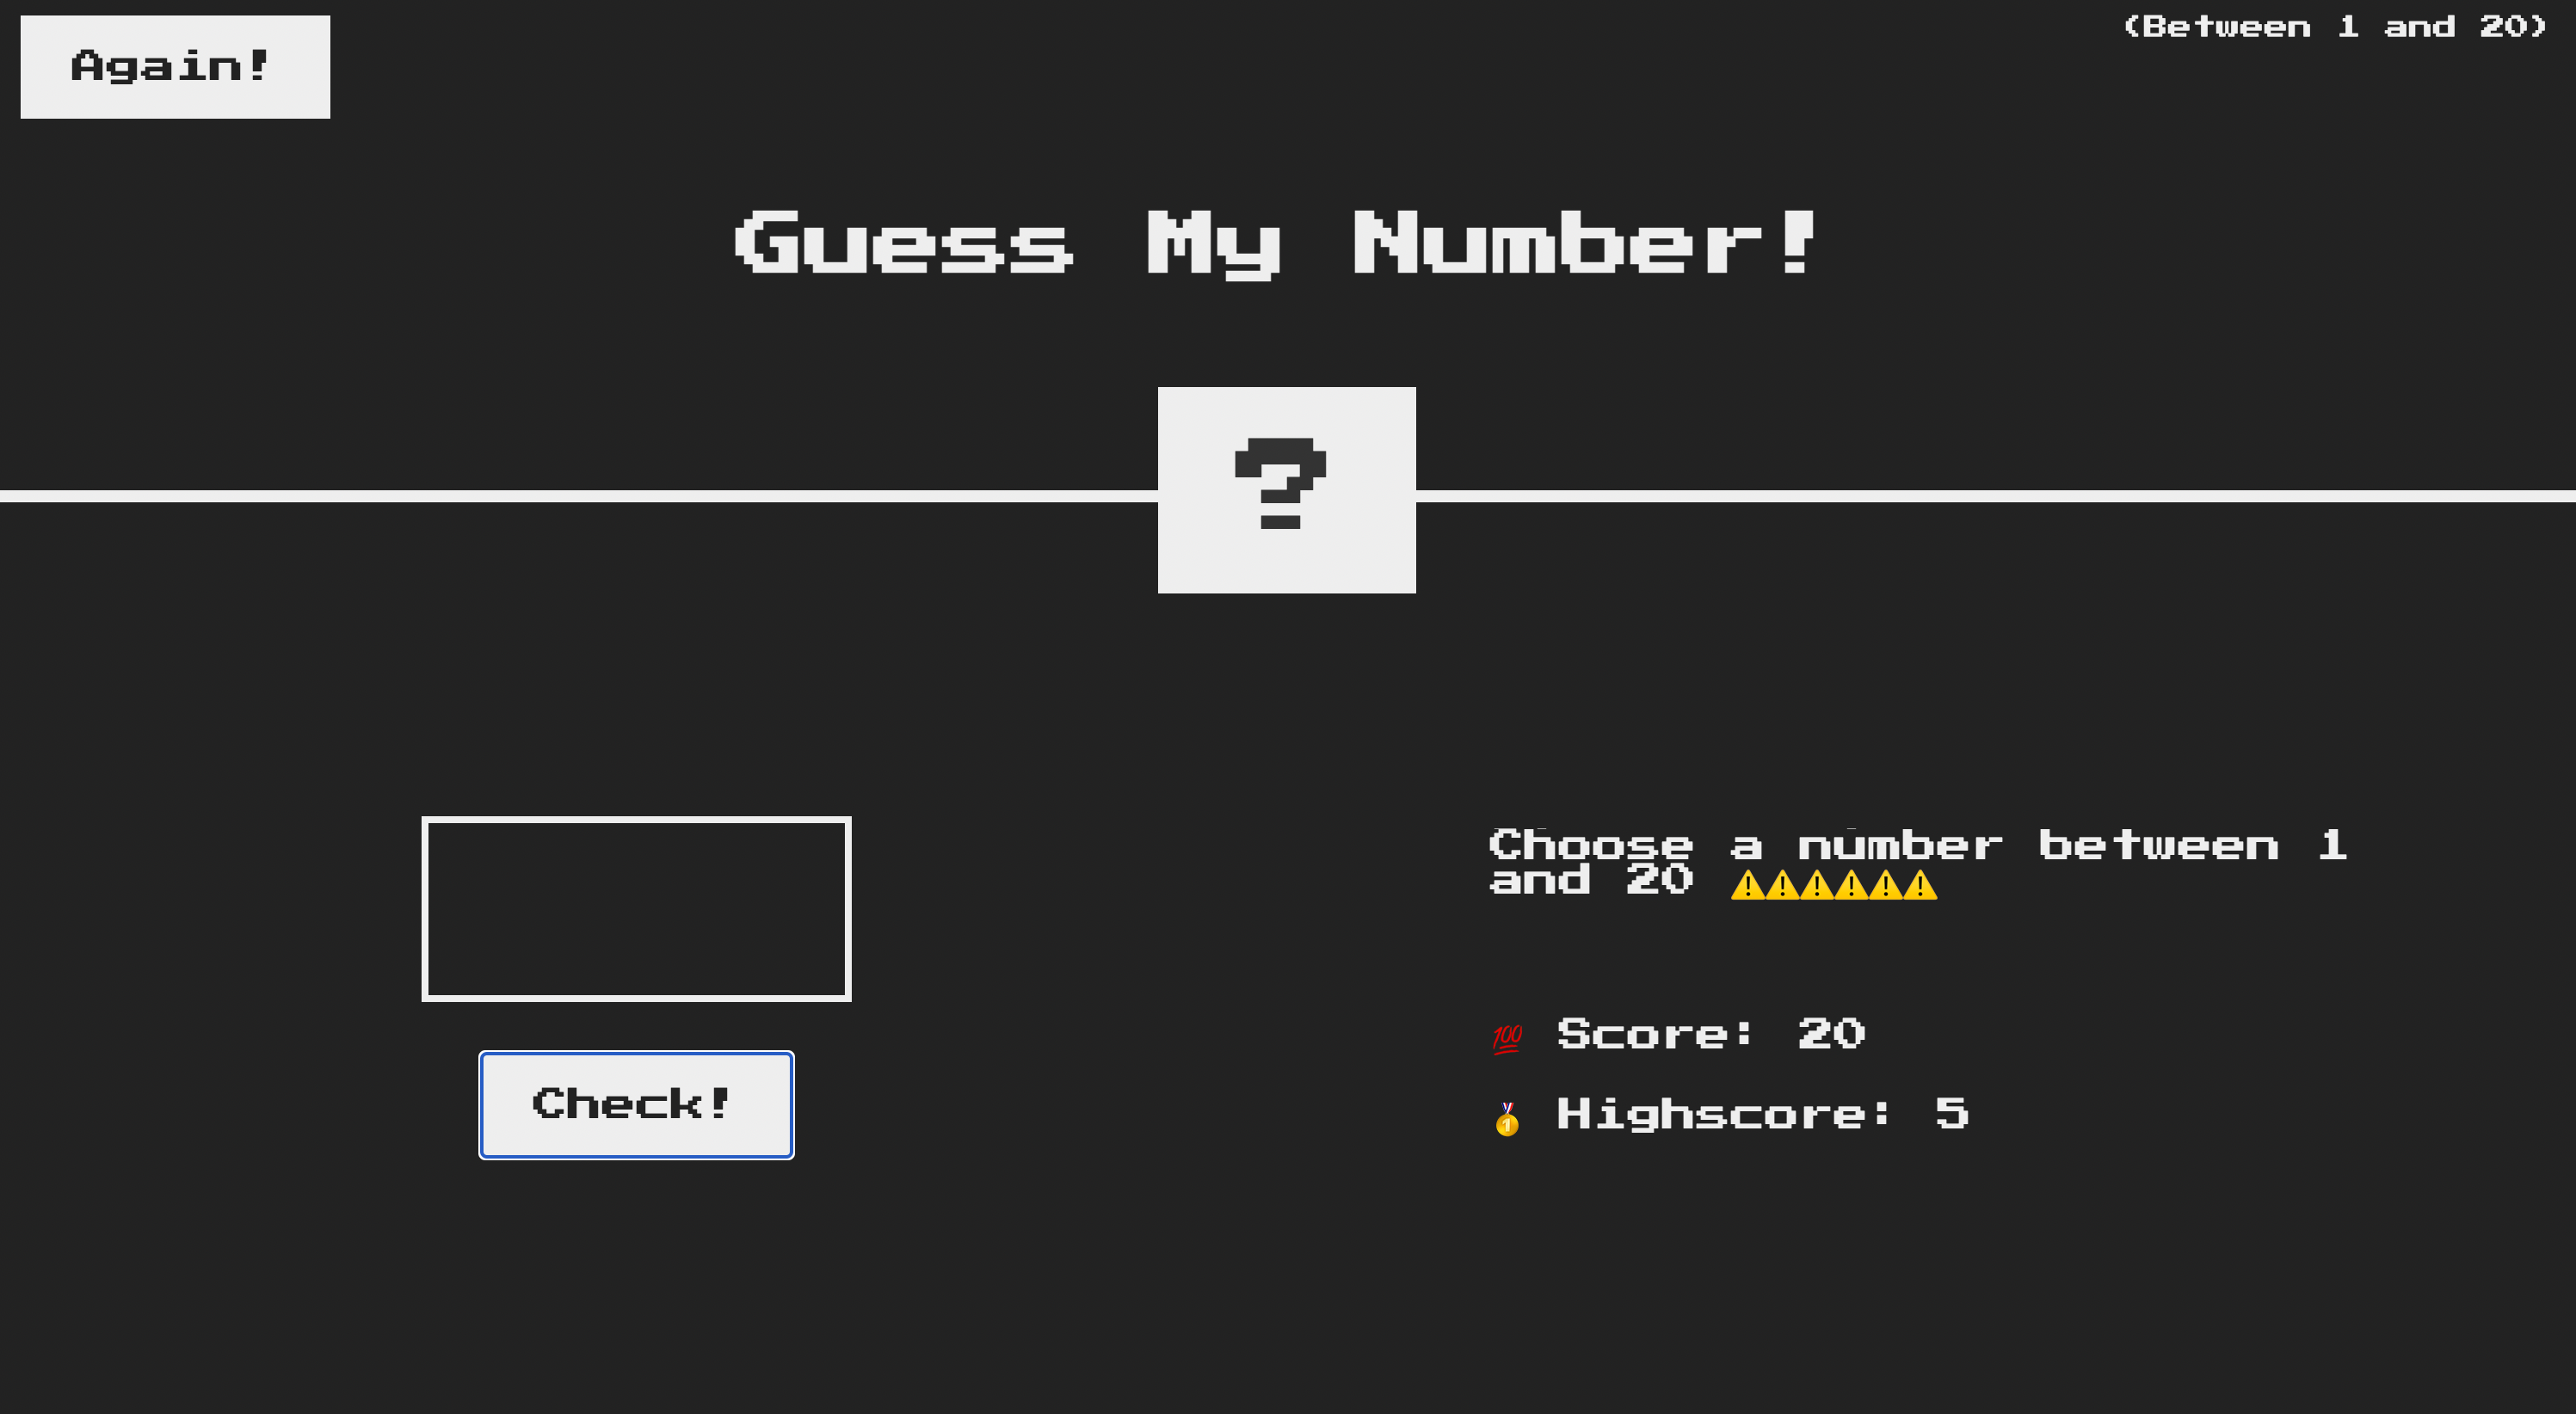 Again!
(Between 1 and 20)
Guess My Number!
?
Choose a number between 1
and 20 ⚠️⚠️⚠️⚠️⚠️⚠️
💯 Score: 20
Check!
🥇 Highscore: 5